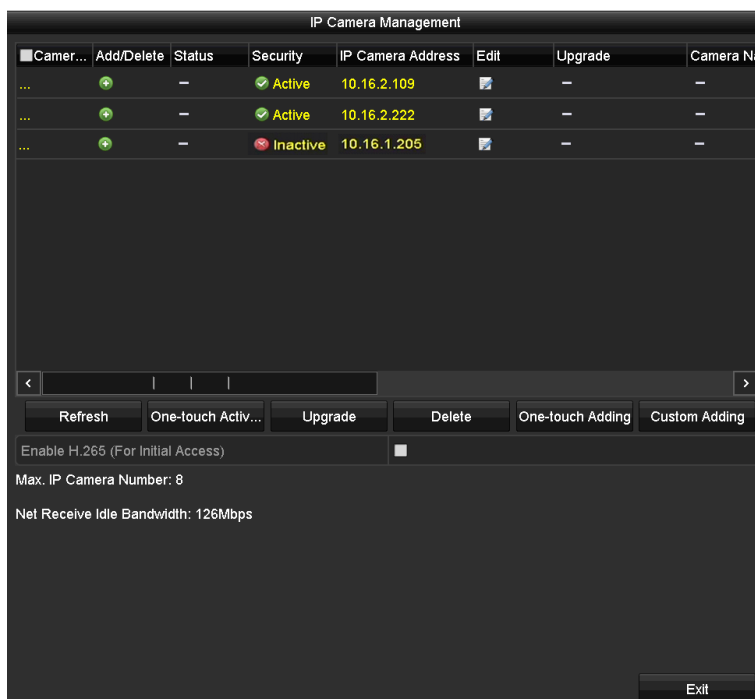 IP Camera Management
Camer... Add/Delete Status Security IP Camera Address Edit Upgrade Camera Na
... – Active 10.16.2.109 – –
... – Active 10.16.2.222 – –
... – Inactive 10.16.1.205 – –
Refresh One-touch Activ... Upgrade Delete One-touch Adding Custom Adding
Enable H.265 (For Initial Access)
Max. IP Camera Number: 8
Net Receive Idle Bandwidth: 126Mbps
Exit